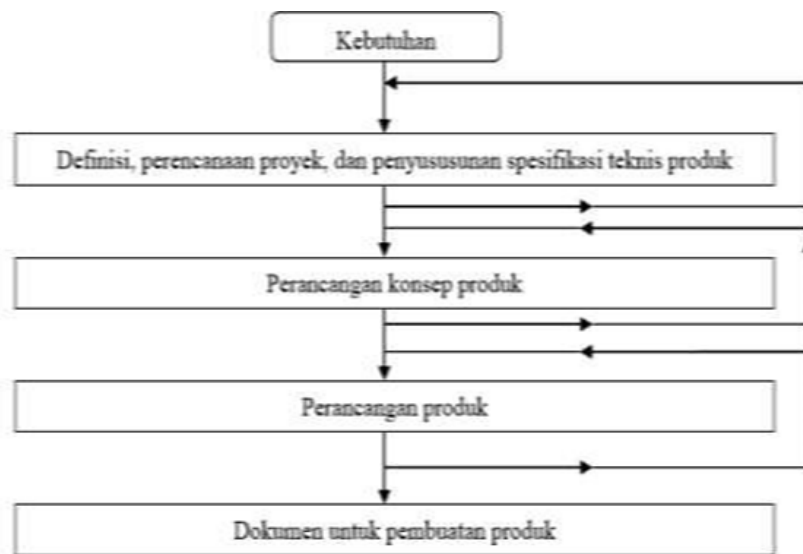 Kebutuhan
Definisi, perencanaan proyek, dan penyususunan spesifikasi teknis produk
Perancangan konsep produk
Perancangan produk
Dokumen untuk pembuatan produk